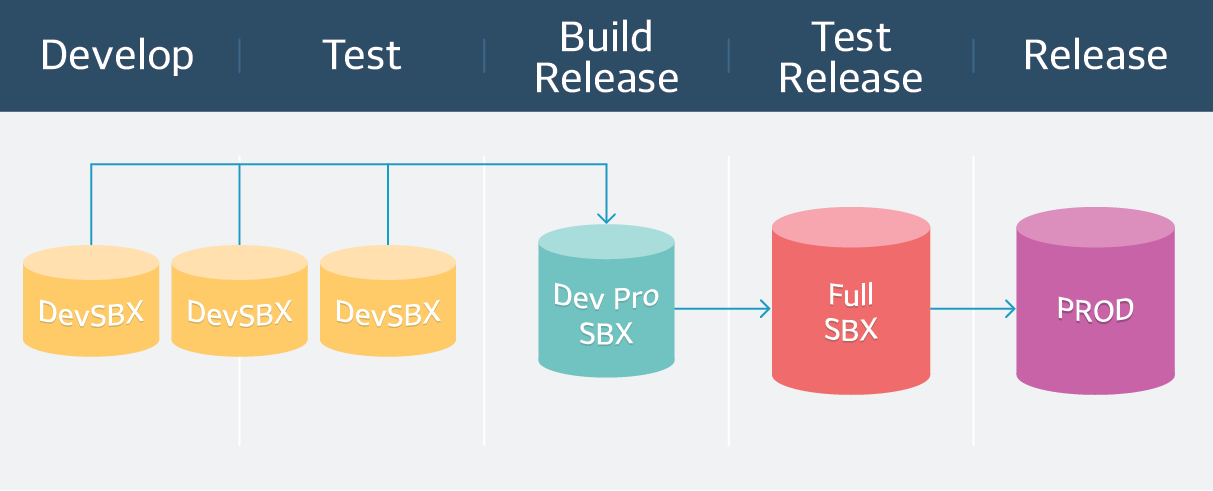 Develop
Test
Build
Release
Test
Release
Release
DevSBX
DevSBX
DevSBX
Dev Pro
SBX
Full
SBX
PROD